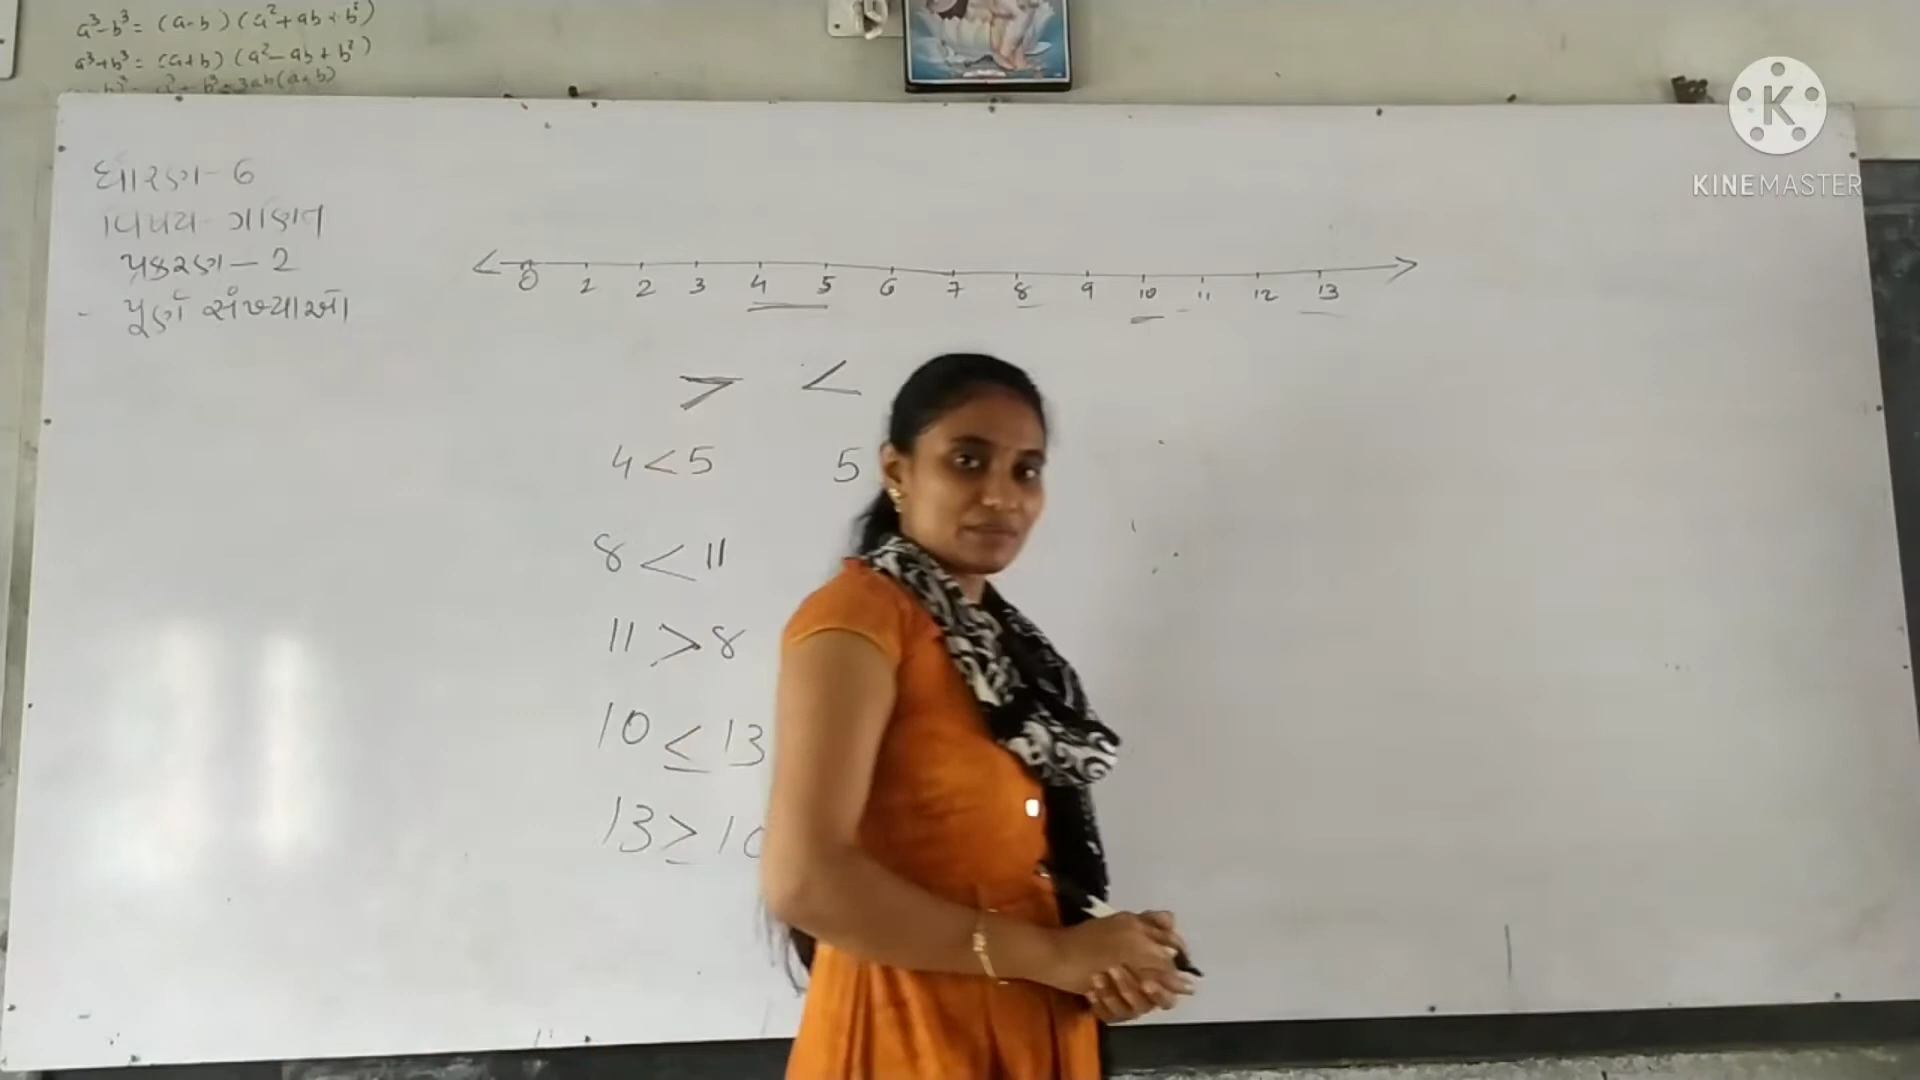 a³-b³= (a-b) (a²+ab+b²)
a³+b³= (a+b) (a²-ab+b²)
KINEMASTER
ધોરણ-6
વિષય- ગણિત
પ્રકરણ-2
- પૂર્ણ સંખ્યાઓ
0 1 2 3 4 5 6 7 8 9 10 11 12 13
> <
4<5 5
8<11
11>8
10≤13
13≥10